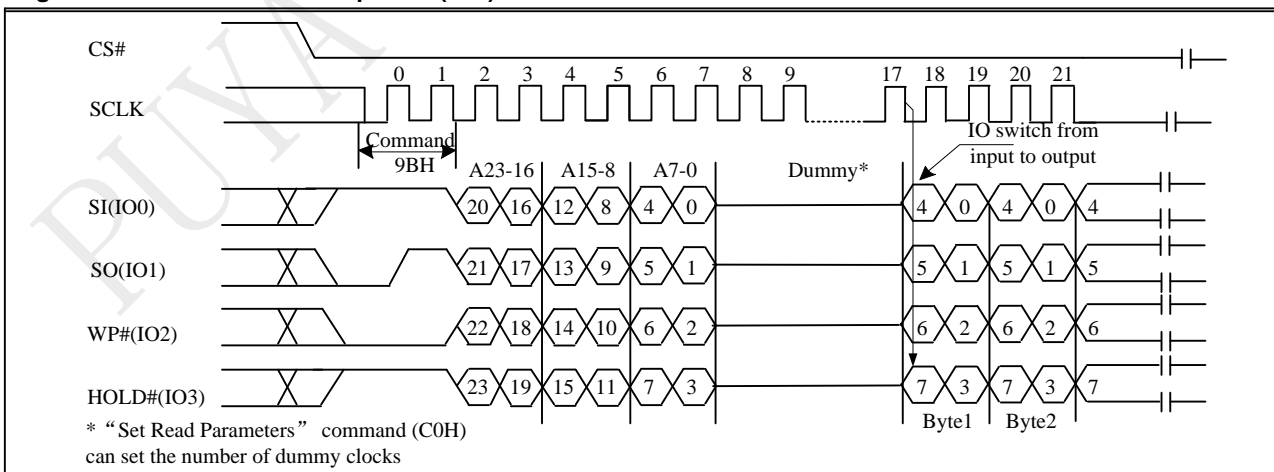 PUYA
CS#
0 1 2 3 4 5 6 7 8 9 17 18 19 20 21
SCLK
Command
9BH
IO switch from
input to output
A23-16 A15-8 A7-0 Dummy*
SI(IO0) 20 16 12 8 4 0 4 0 4 0 4
SO(IO1) 21 17 13 9 5 1 5 1 5 1 5
WP#(IO2) 22 18 14 10 6 2 6 2 6 2 6
HOLD#(IO3) 23 19 15 11 7 3 7 3 7 3 7
Byte1 Byte2
* “Set Read Parameters” command (C0H)
can set the number of dummy clocks